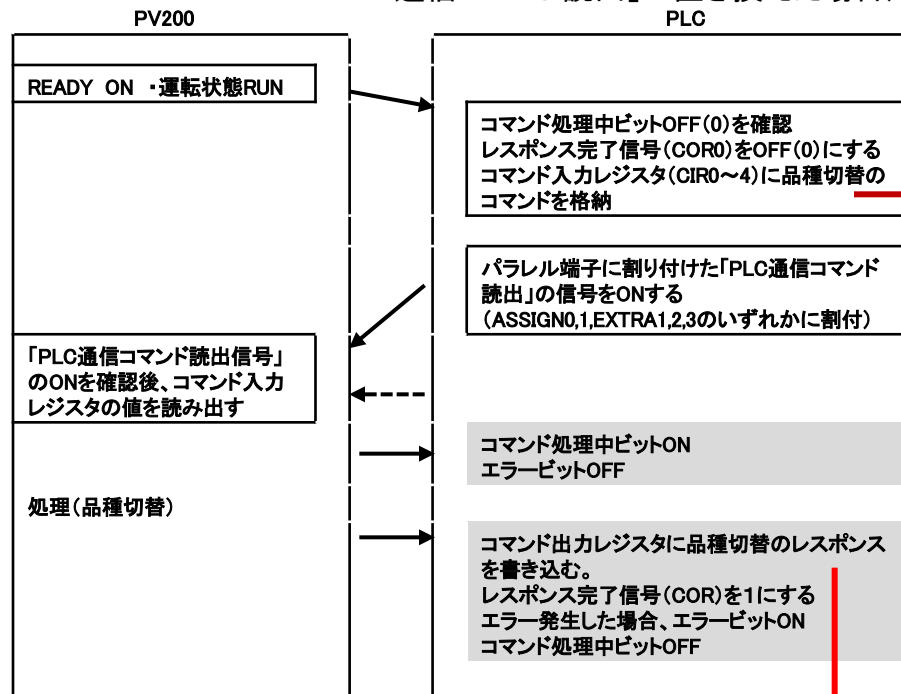 PV200
PLC
READY ON ・運転状態RUN
コマンド処理中ビットOFF(0)を確認
レスポンス完了信号(COR0)をOFF(0)にする
コマンド入力レジスタ(CIR0～4)に品種切替の
コマンドを格納
パラレル端子に割り付けた「PLC通信コマンド
読出」の信号をONする
(ASSIGN0,1,EXTRA1,2,3のいずれかに割付)
「PLC通信コマンド読出信号」
のONを確認後、コマンド入力
レジスタの値を読み出す
コマンド処理中ビットON
エラービットOFF
処理(品種切替)
コマンド出力レジスタに品種切替のレスポンス
を書き込む。
レスポンス完了信号(COR)を1にする
エラー発生した場合、エラービットON
コマンド処理中ビットOFF